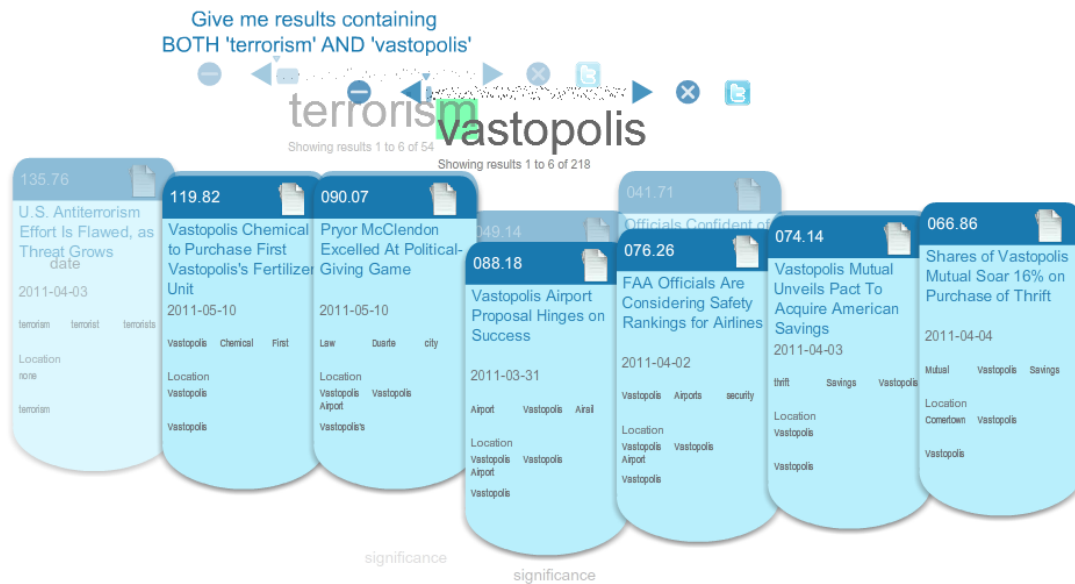 Give me results containing
BOTH 'terrorism' AND 'vastopolis'
terrorism
Showing results 1 to 6 of 54
vastopolis
Showing results 1 to 6 of 218
135.76
U.S. Antiterrorism
Effort Is Flawed, as
Threat Grows
date
2011-04-03
terrorism terrorist terrorists
Location
none
terrorism
119.82
Vastopolis Chemical
to Purchase First
Vastopolis's Fertilizer
Unit
2011-05-10
Vastopolis Chemical First
Location
Vastopolis
Vastopolis
090.07
Pryor McClendon
Excelled At Political-
Giving Game
2011-05-10
Law Duarte city
Location
Vastopolis Vastopolis
Airport
Vastopolis's
049.14
088.18
Vastopolis Airport
Proposal Hinges on
Success
2011-03-31
Airport Vastopolis Airail
Location
Vastopolis Vastopolis
Airport
Vastopolis
041.71
Officials Confident of
076.26
FAA Officials Are
Considering Safety
Rankings for Airlines
2011-04-02
Vastopolis Airports security
Location
Vastopolis Vastopolis
Airport
Vastopolis
074.14
Vastopolis Mutual
Unveils Pact To
Acquire American
Savings
2011-04-03
thrift Savings Vastopolis
Location
Vastopolis
Vastopolis
066.86
Shares of Vastopolis
Mutual Soar 16% on
Purchase of Thrift
2011-04-04
Mutual Vastopolis Savings
Location
Comertown Vastopolis
Vastopolis
significance
significance